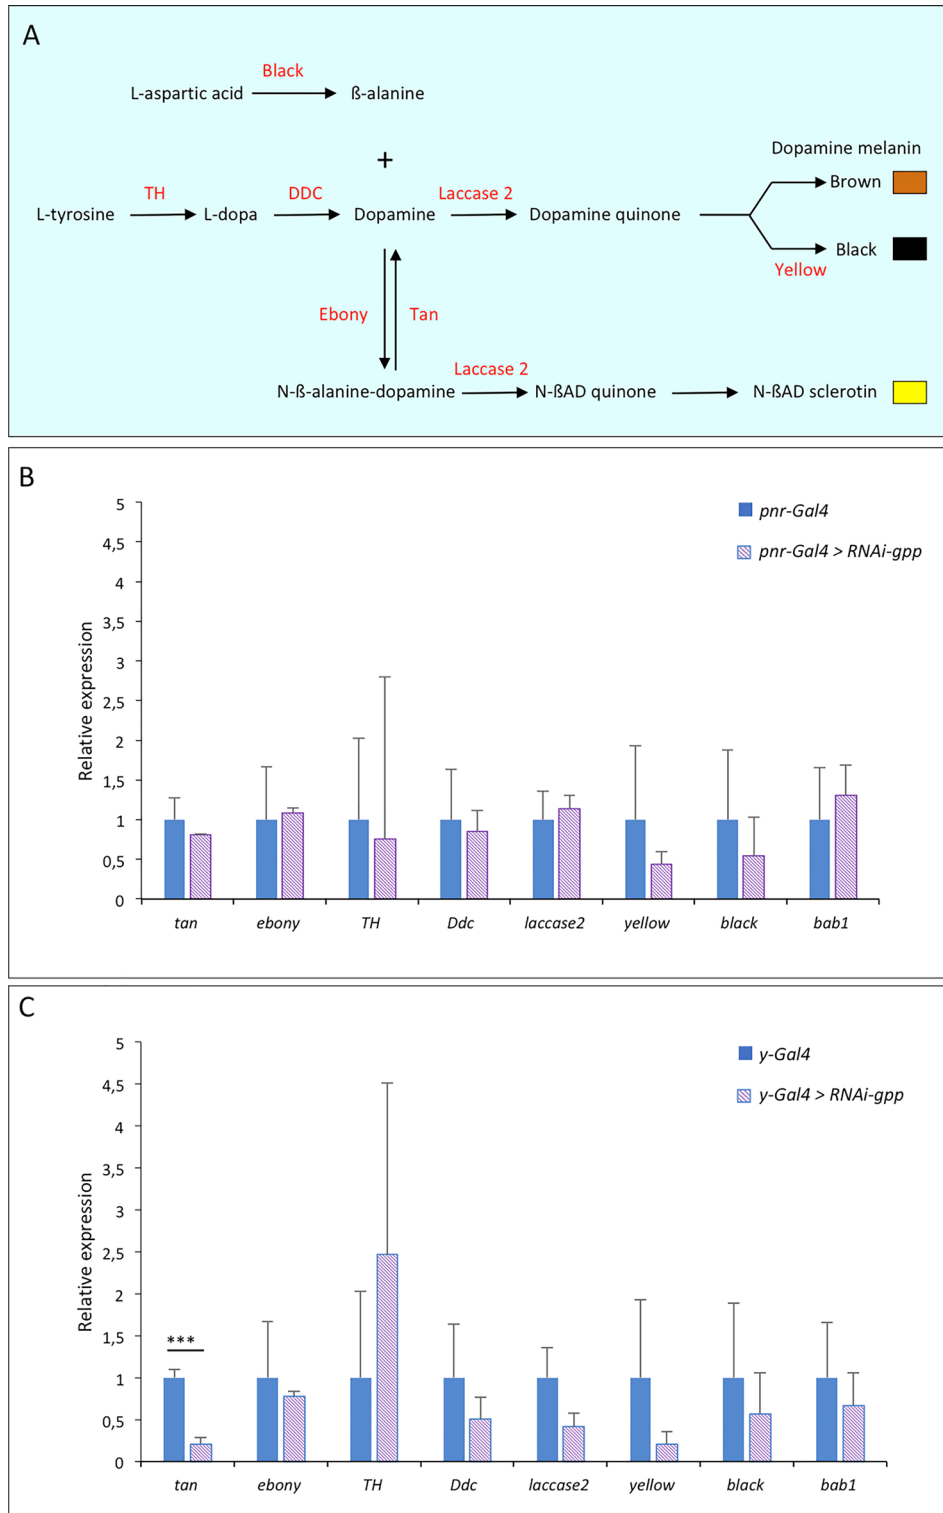 A
Black
L-aspartic acid
ß-alanine
+
Dopamine melanin
TH
DDC
Laccase 2
Brown
L-tyrosine
L-dopa
Dopamine
Dopamine quinone
Black
Yellow
Ebony
Tan
Laccase 2
N-ß-alanine-dopamine
N-ßAD quinone
N-ßAD sclerotin
B
pnr-Gal4
pnr-Gal4 > RNAi-gpp
Relative expression
5
4,5
4
3,5
3
2,5
2
1,5
1
0,5
0
tan
ebony
TH
Ddc
laccase2
yellow
black
bab1
C
y-Gal4
y-Gal4 > RNAi-gpp
Relative expression
5
4,5
4
3,5
3
2,5
2
1,5
1
0,5
0
***
tan
ebony
TH
Ddc
laccase2
yellow
black
bab1